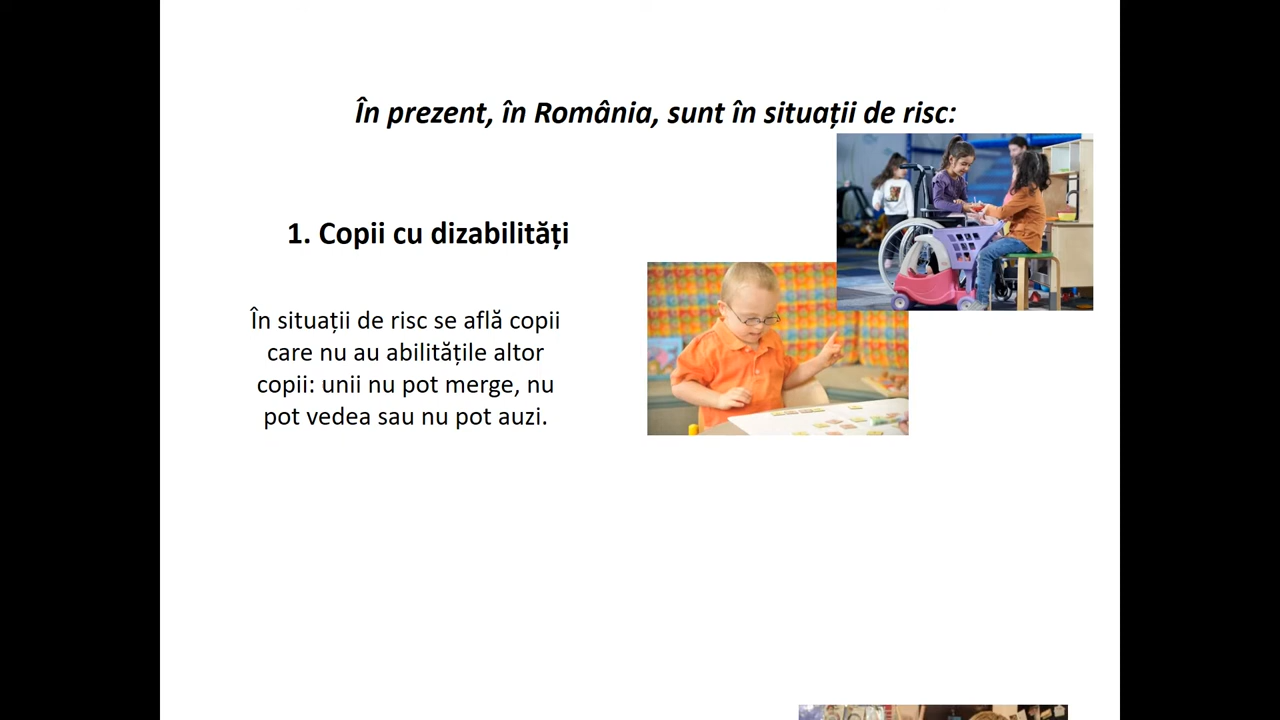 În prezent, în România, sunt în situații de risc:
1. Copii cu dizabilități
În situații de risc se află copii
care nu au abilitățile altor
copii: unii nu pot merge, nu
pot vedea sau nu pot auzi.